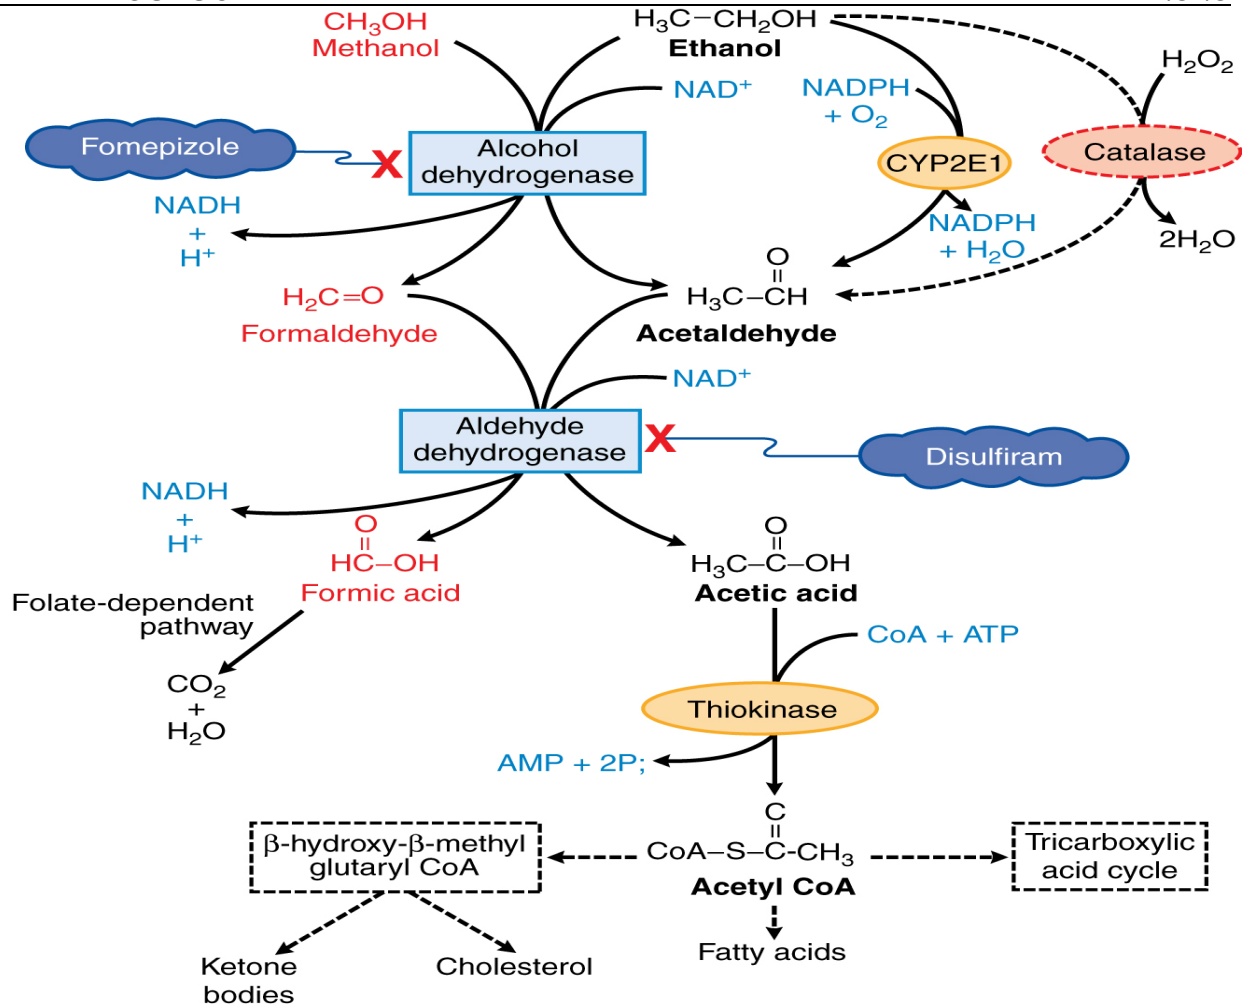 CH₃OH
Methanol
H₃C–CH₂OH
Ethanol
H₂O₂
NAD⁺
NADPH
+ O₂
Fomepizole
X
Alcohol
dehydrogenase
CYP2E1
Catalase
NADH
+
H⁺
NADPH
+ H₂O
2H₂O
H₂C=O
Formaldehyde
O
=
H₃C–CH
Acetaldehyde
NAD⁺
Aldehyde
dehydrogenase
X
Disulfiram
NADH
+
H⁺
O
=
HC–OH
Formic acid
O
=
H₃C–C–OH
Acetic acid
Folate-dependent
pathway
CO₂
+
H₂O
CoA + ATP
Thiokinase
AMP + 2P;
β-hydroxy-β-methyl
glutaryl CoA
C
=
CoA–S–C-CH₃
Acetyl CoA
Tricarboxylic
acid cycle
Fatty acids
Ketone
bodies
Cholesterol